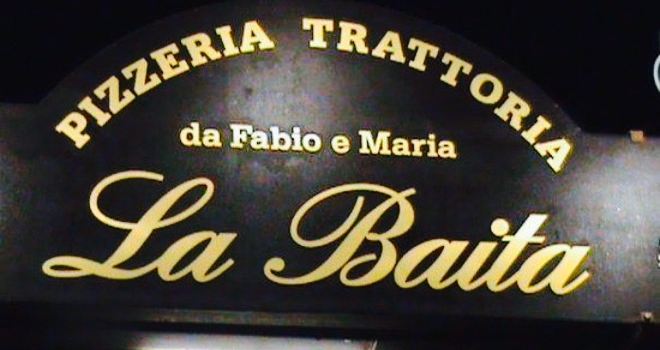 PIZZERIA TRATTORIA
da Fabio e Maria
La Baita